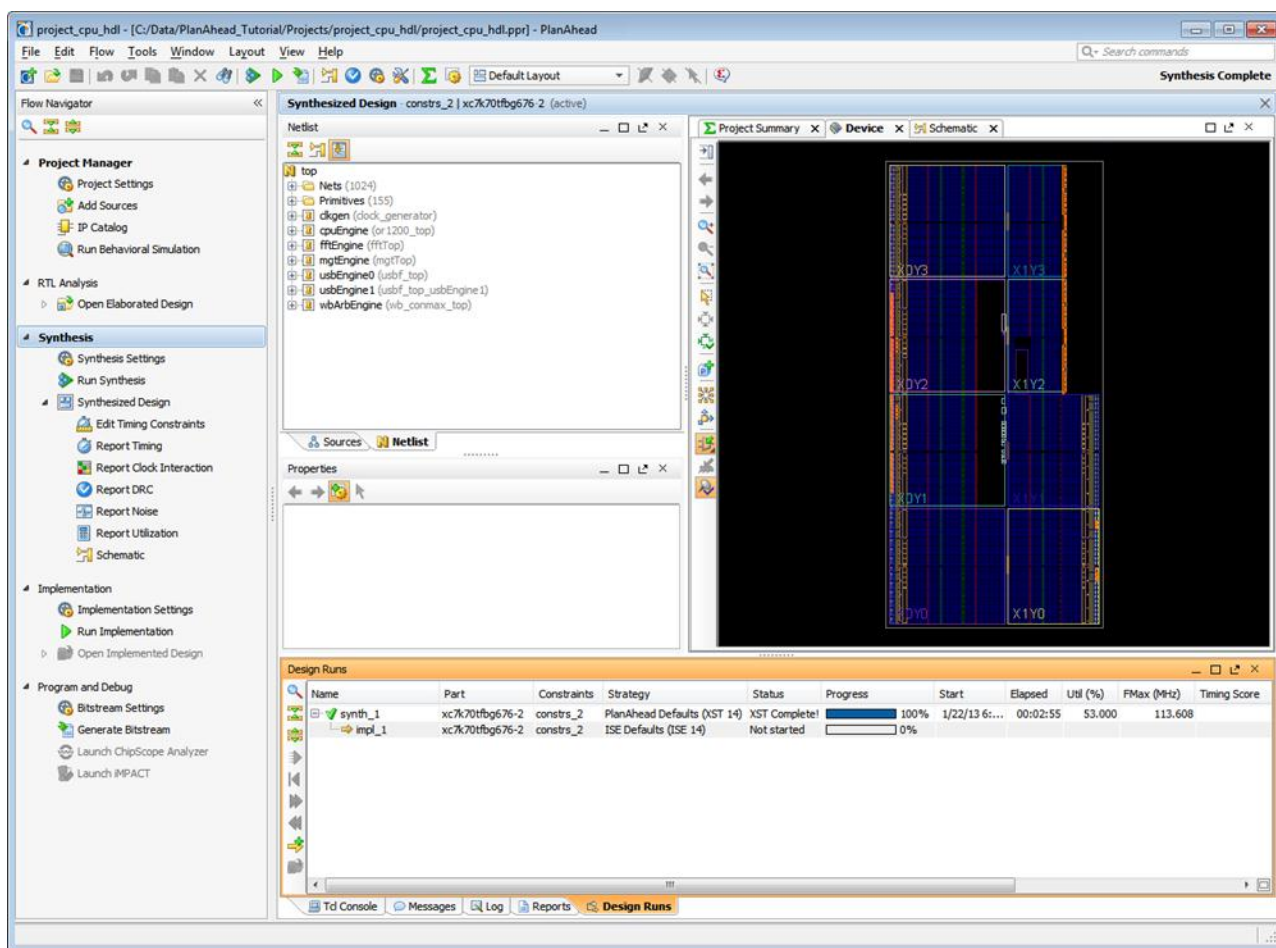 project_cpu_hdl - [C:/Data/PlanAhead_Tutorial/Projects/project_cpu_hdl/project_cpu_hdl.ppr] - PlanAhead
File Edit Flow Tools Window Layout View Help
Search commands
Default Layout
Synthesis Complete
Flow Navigator
Project Manager
Project Settings
Add Sources
IP Catalog
Run Behavioral Simulation
RTL Analysis
Open Elaborated Design
Synthesis
Synthesis Settings
Run Synthesis
Synthesized Design
Edit Timing Constraints
Report Timing
Report Clock Interaction
Report DRC
Report Noise
Report Utilization
Schematic
Implementation
Implementation Settings
Run Implementation
Open Implemented Design
Program and Debug
Bitstream Settings
Generate Bitstream
Launch ChipScope Analyzer
Launch iMPACT
Synthesized Design - constrs_2 | xc7k70tfbg676-2 (active)
Netlist
top
Nets (1024)
Primitives (155)
clkgen (clock_generator)
cpuEngine (or1200_top)
fftEngine (fftTop)
mgtEngine (mgtTop)
usbEngine0 (usbf_top)
usbEngine1 (usbf_top_usbEngine1)
wbArbEngine (wb_conmax_top)
Sources Netlist
Properties
Project Summary Device Schematic
X0Y3 X1Y3
X0Y2 X1Y2
X0Y1 X1Y1
X0Y0 X1Y0
Design Runs
Name Part Constraints Strategy Status Progress Start Elapsed Util (%) FMax (MHz) Timing Score
synth_1 xc7k70tfbg676-2 constrs_2 PlanAhead Defaults (XST 14) XST Complete! 100% 1/22/13 6:... 00:02:55 53.000 113.608
impl_1 xc7k70tfbg676-2 constrs_2 ISE Defaults (ISE 14) Not started 0%
Tcl Console Messages Log Reports Design Runs